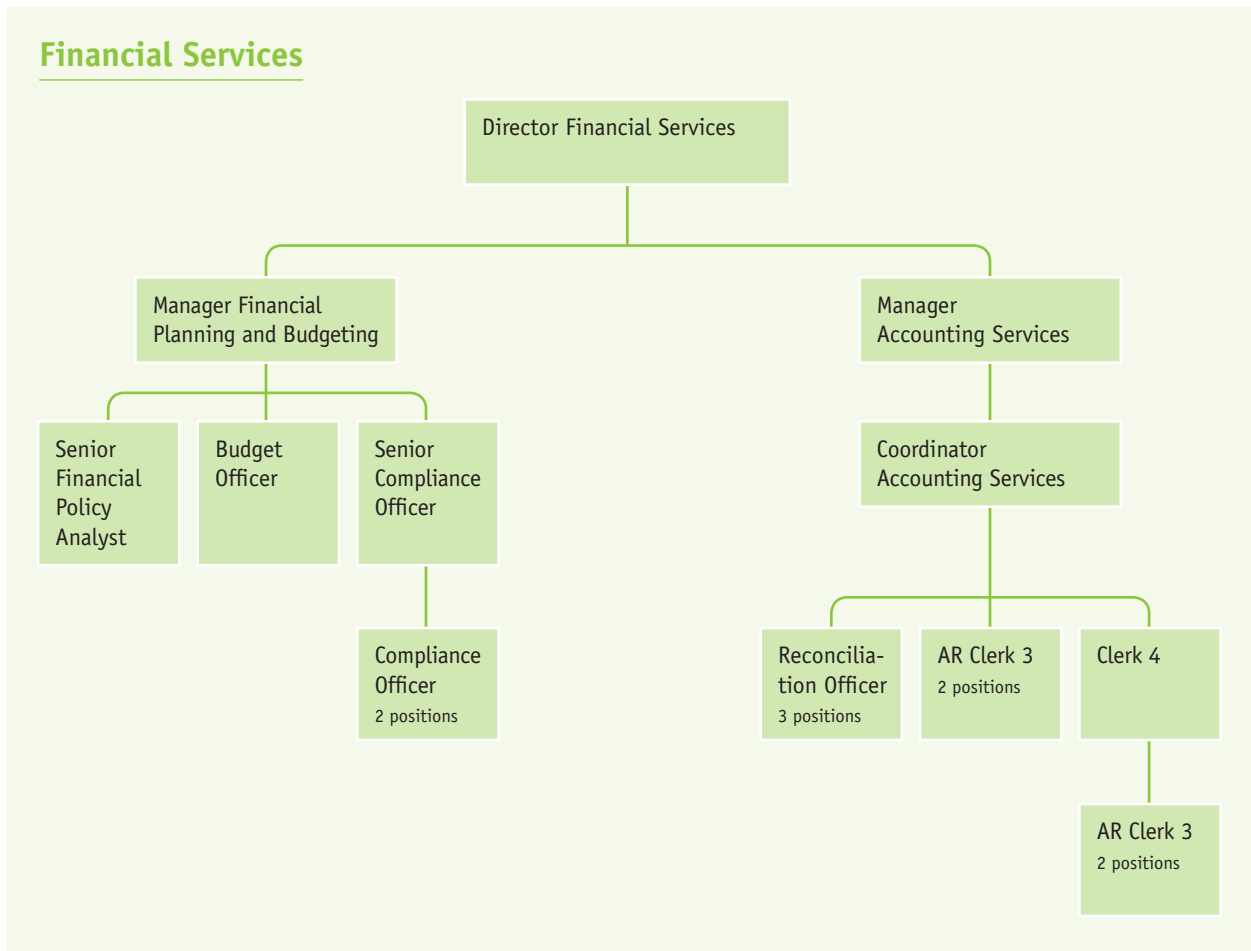 Financial Services
Director Financial Services
Manager Financial
Planning and Budgeting
Manager
Accounting Services
Senior
Financial
Policy
Analyst
Budget
Officer
Senior
Compliance
Officer
Coordinator
Accounting Services
Compliance
Officer
2 positions
Reconcilia-
tion Officer
3 positions
AR Clerk 3
2 positions
Clerk 4
AR Clerk 3
2 positions